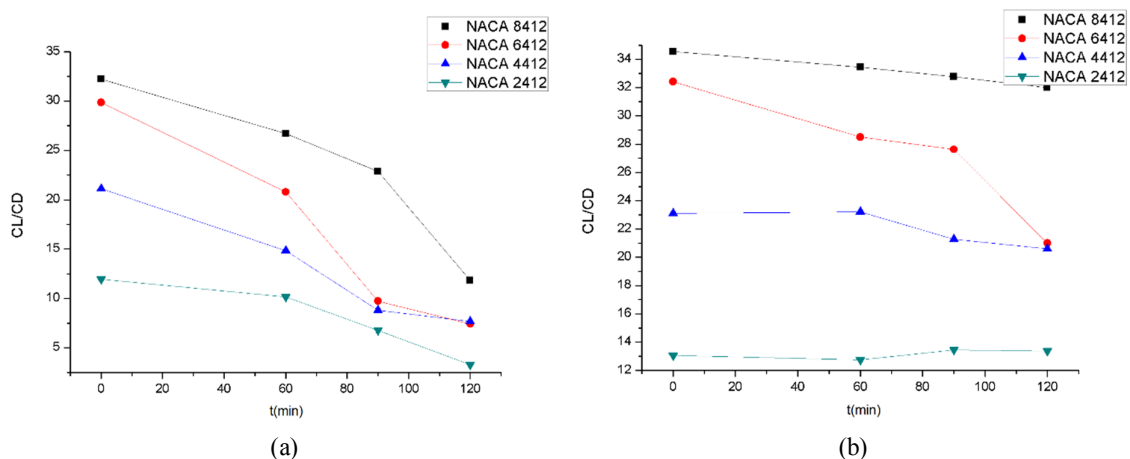 (a)
NACA 8412
NACA 6412
NACA 4412
NACA 2412
35
30
25
20
15
10
5
CL/CD
0 20 40 60 80 100 120
t(min)
(b)
NACA 8412
NACA 6412
NACA 4412
NACA 2412
34
32
30
28
26
24
22
20
18
16
14
12
CL/CD
0 20 40 60 80 100 120
t(min)
(a)
(b)